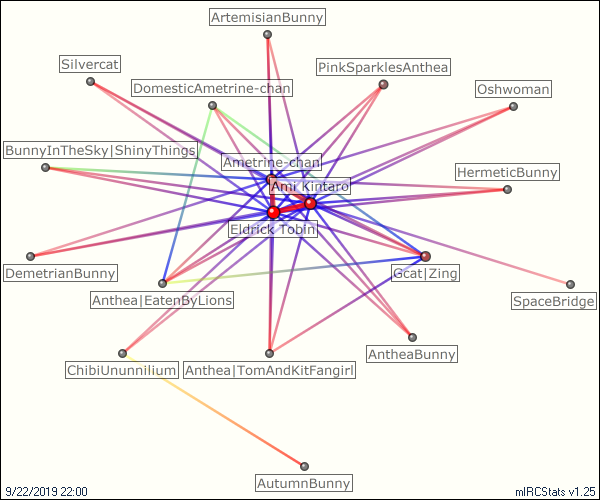 ArtemisianBunny
Silvercat
PinkSparklesAnthea
DomesticAmetrine-chan
Oshwoman
BunnyInTheSky|ShinyThings
Ametrine-chan
HermeticBunny
Ami Kintaro
Eldrick Tobin
DemetrianBunny
Gcat|Zing
Anthea|EatenByLions
SpaceBridge
AntheaBunny
ChibiUnunnilium
Anthea|TomAndKitFangirl
AutumnBunny
9/22/2019 22:00
mIRCStats v1.25